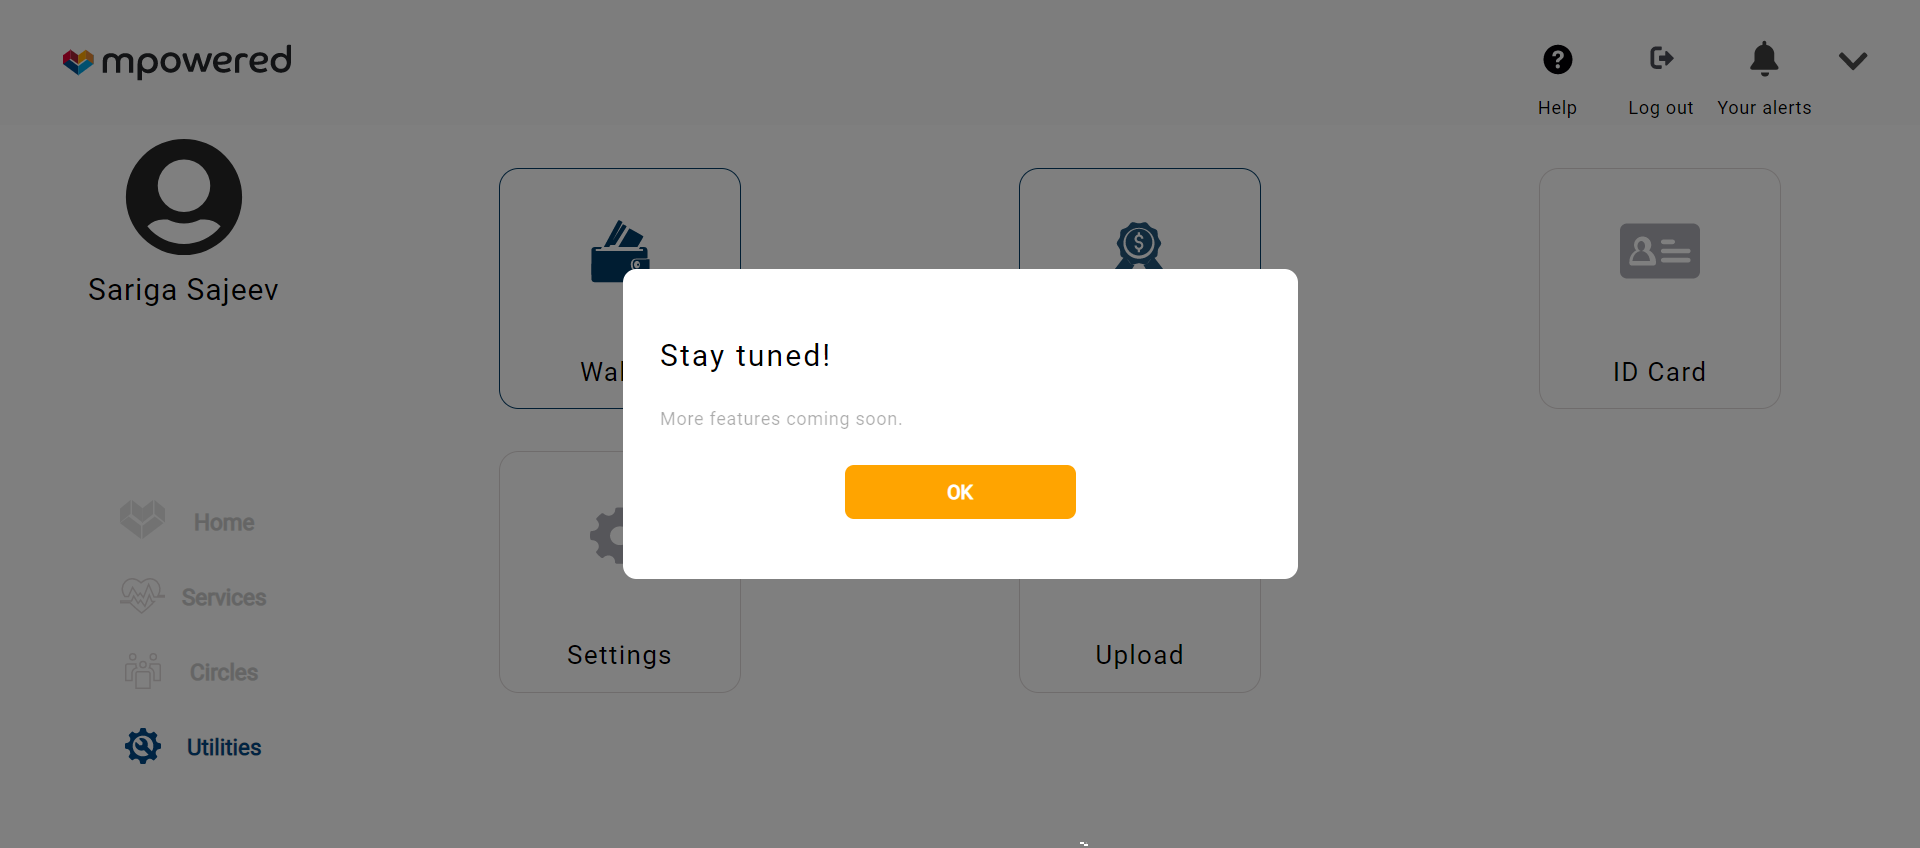 mpowered
Help
Log out
Your alerts
Sariga Sajeev
Wal
ID Card
Stay tuned!
More features coming soon.
OK
Settings
Upload
Home
Services
Circles
Utilities